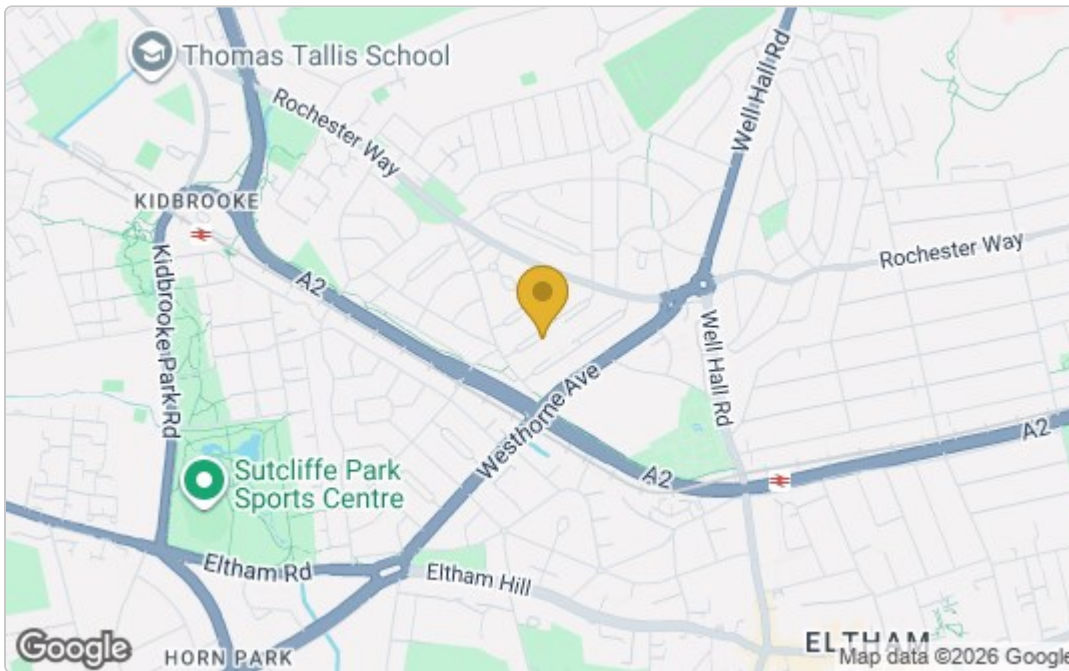 Thomas Tallis School
Rochester Way
Well Hall Rd
KIDBROOKE
A2
Rochester Way
Kidbrooke Park Rd
Well Hall Rd
Westhorne Ave
A2
A2
Sutcliffe Park
Sports Centre
Eltham Rd
Eltham Hill
ELTHAM
HORN PARK
Google
Map data ©2026 Google